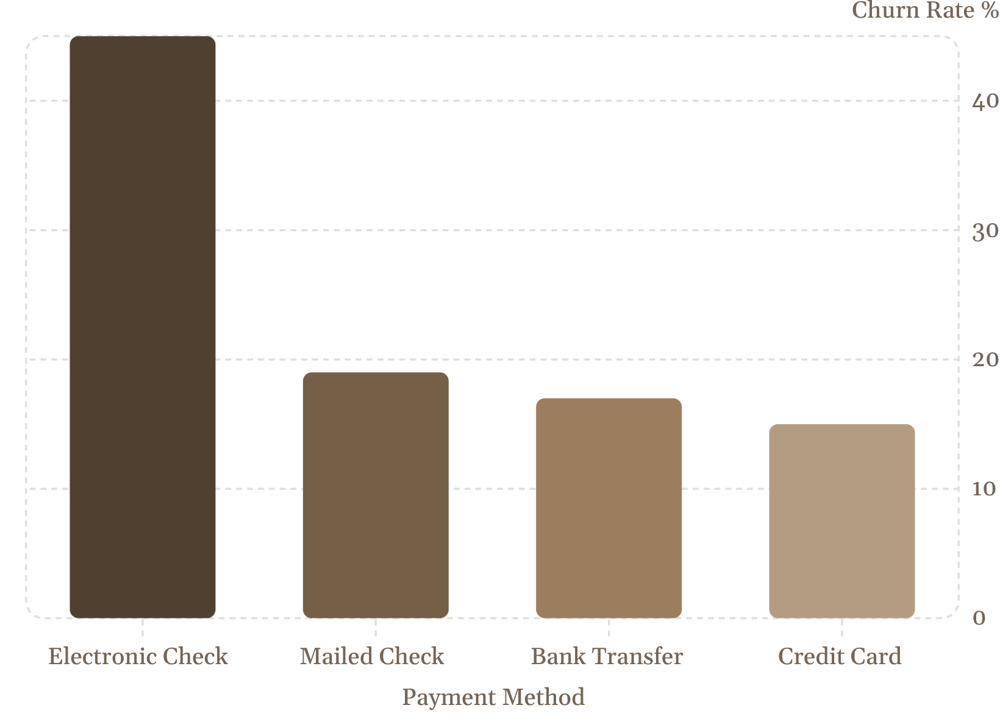 Churn Rate %
40
30
20
10
0
Electronic Check
Mailed Check
Bank Transfer
Credit Card
Payment Method